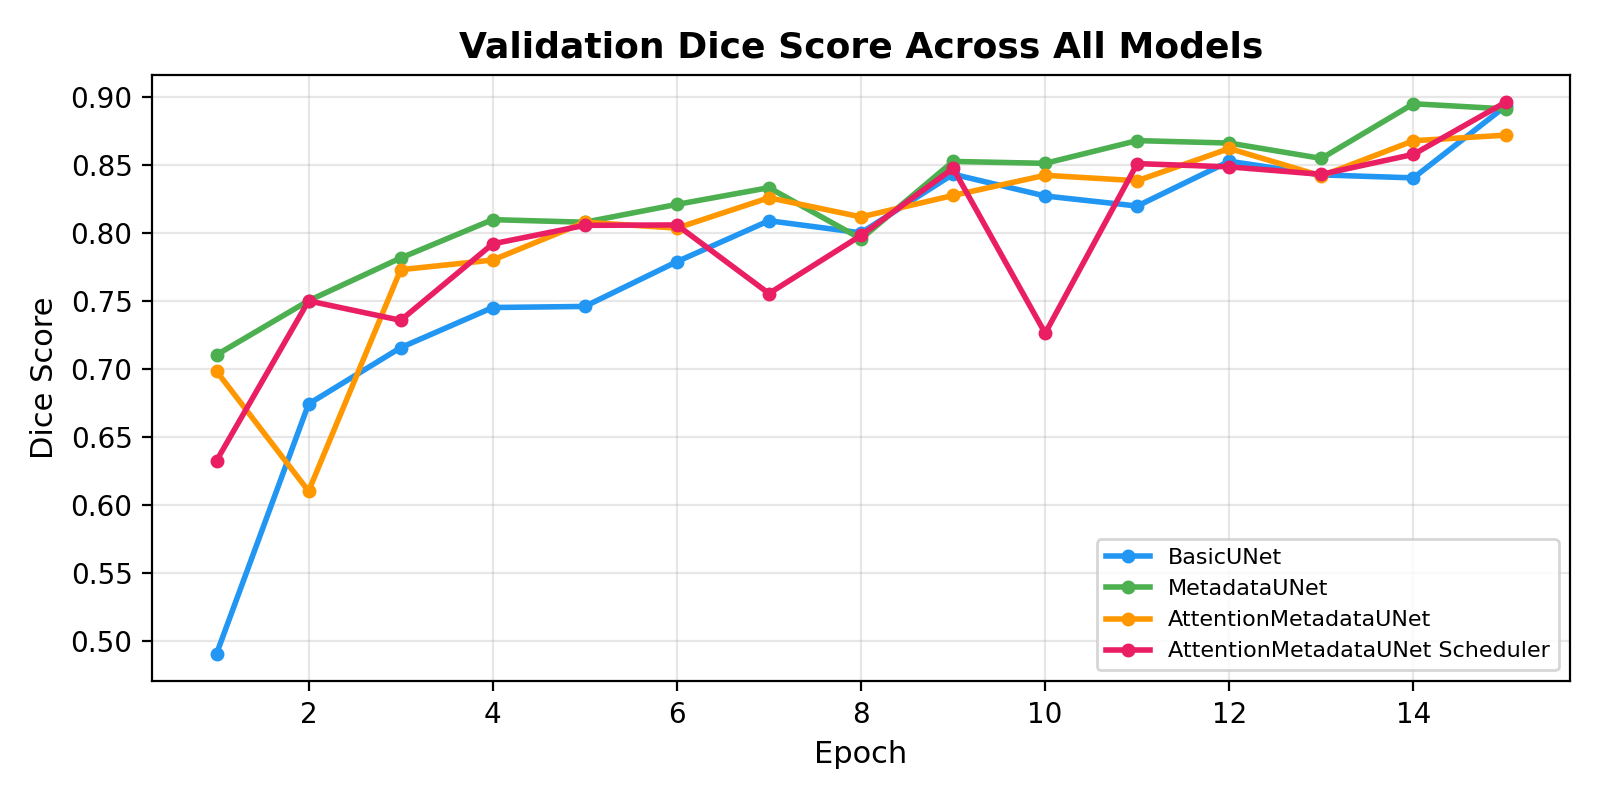 Validation Dice Score Across All Models
Dice Score
0.90
0.85
0.80
0.75
0.70
0.65
0.60
0.55
0.50
2 4 6 8 10 12 14
Epoch
BasicUNet
MetadataUNet
AttentionMetadataUNet
AttentionMetadataUNet Scheduler